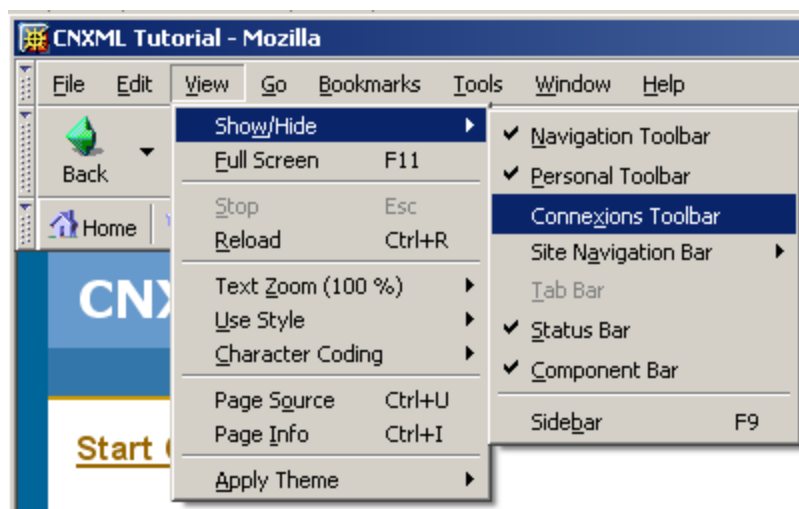 CNXML Tutorial - Mozilla
File Edit View Go Bookmarks Tools Window Help
Back
Home
Show/Hide
Full Screen F11
Stop Esc
Reload Ctrl+R
Text Zoom (100 %)
Use Style
Character Coding
Page Source Ctrl+U
Page Info Ctrl+I
Apply Theme
Navigation Toolbar
Personal Toolbar
Connexions Toolbar
Site Navigation Bar
Tab Bar
Status Bar
Component Bar
Sidebar F9
CNX
Start